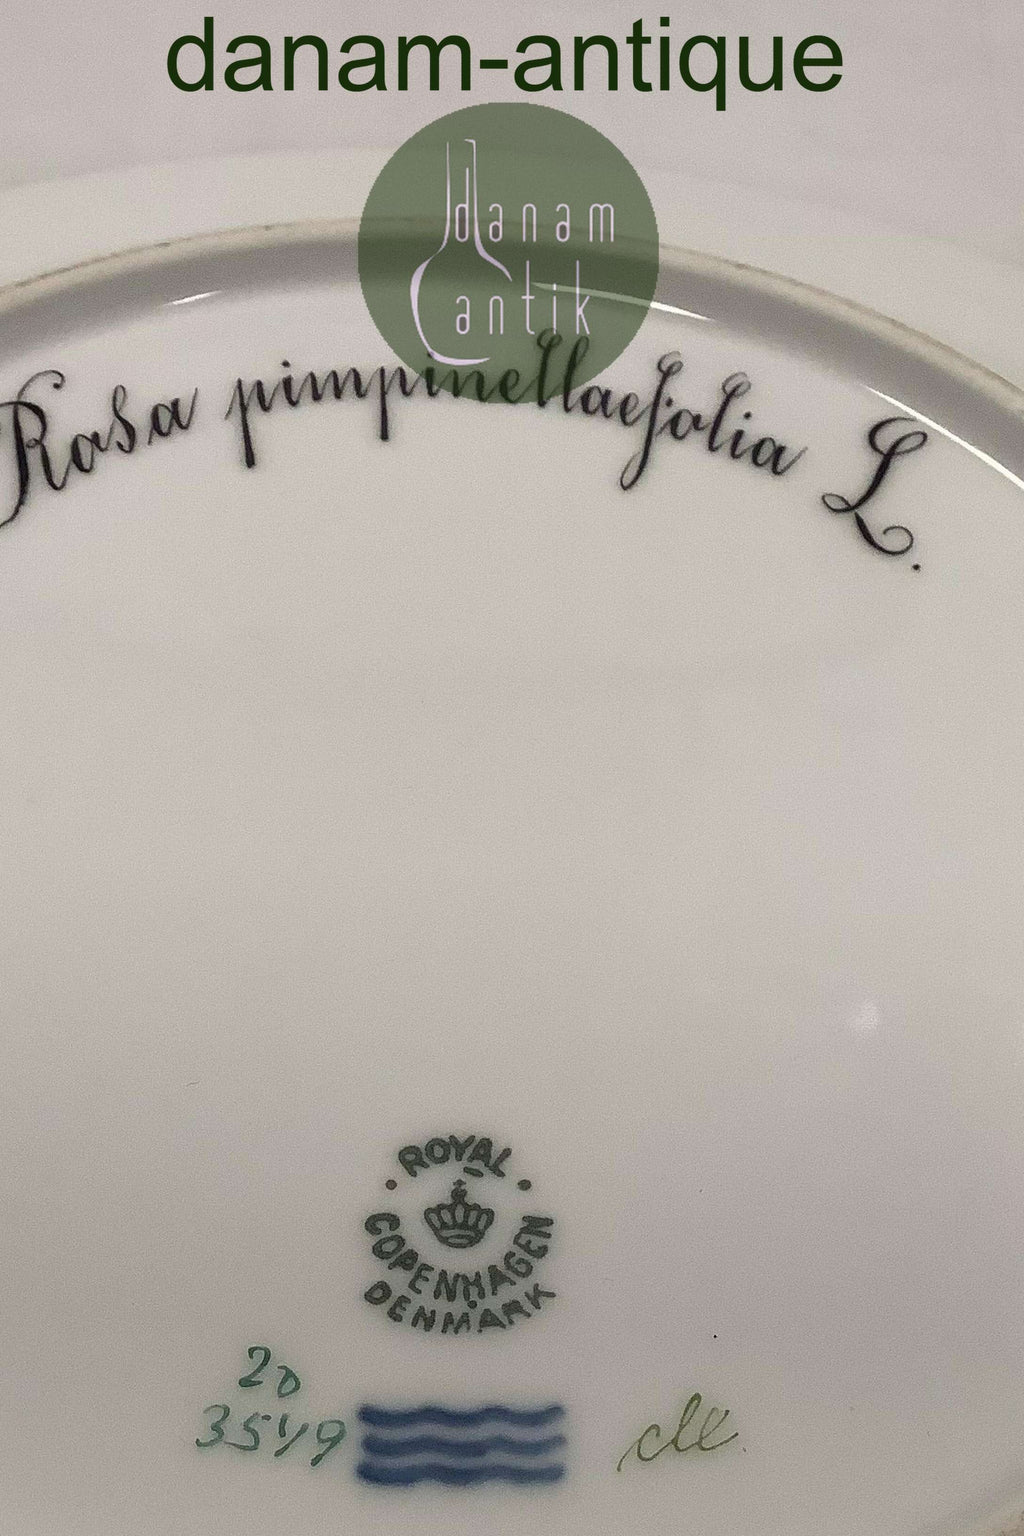 danam-antique
danam
antik
Rosa pimpinellaefolia L.
ROYAL
COPENHAGEN
DENMARK
20
3549